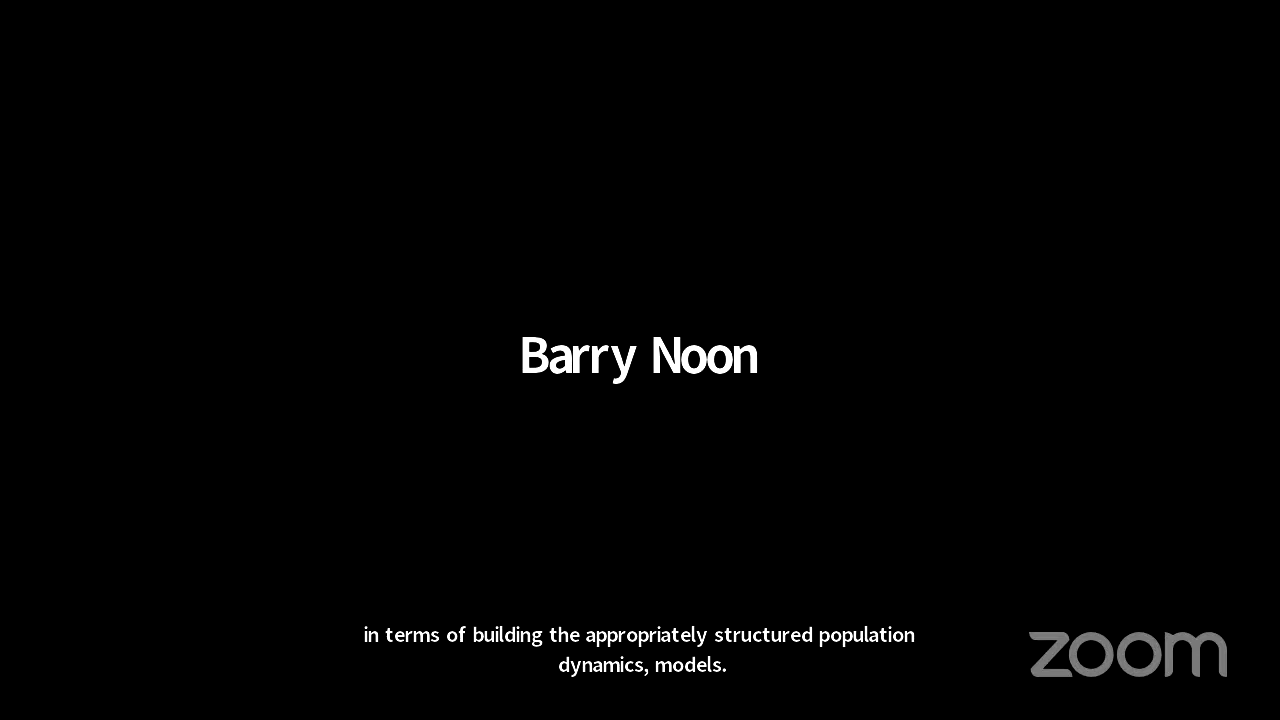 Barry Noon
in terms of building the appropriately structured population
dynamics, models.
zoom